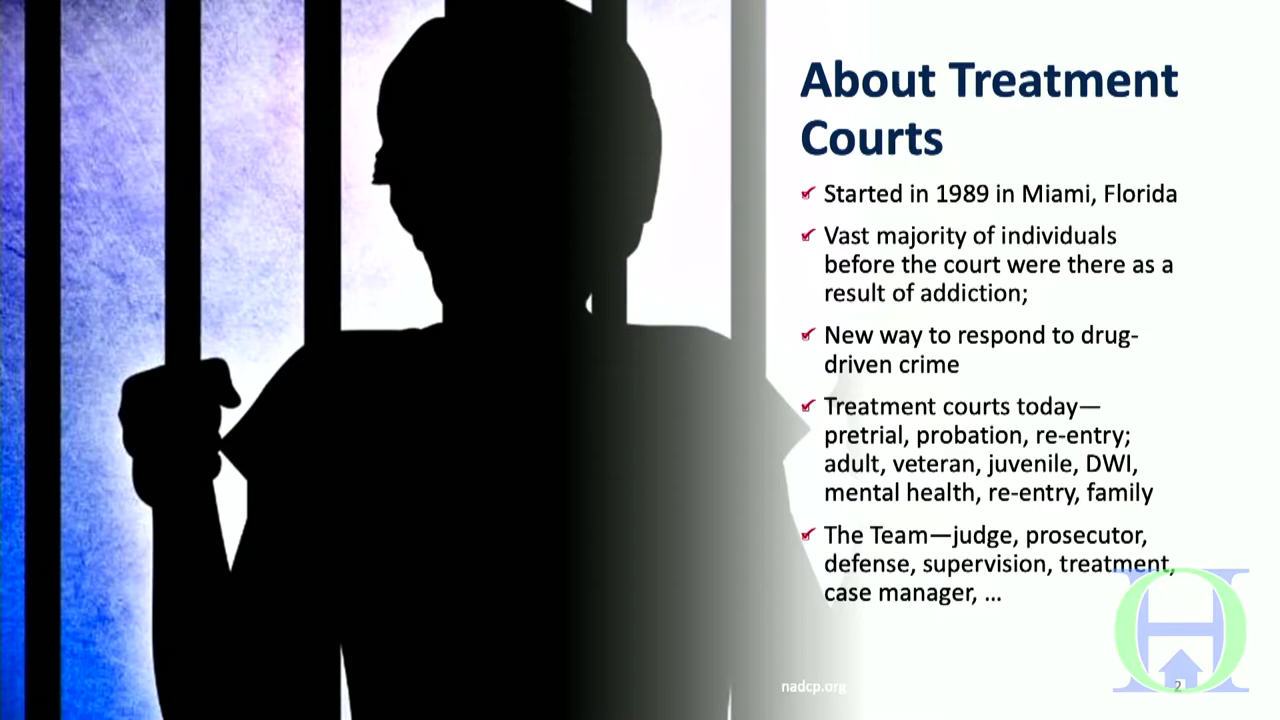 About Treatment
Courts
Started in 1989 in Miami, Florida
Vast majority of individuals
before the court were there as a
result of addiction;
New way to respond to drug-
driven crime
Treatment courts today—
pretrial, probation, re-entry;
adult, veteran, juvenile, DWI,
mental health, re-entry, family
The Team—judge, prosecutor,
defense, supervision, treatment,
case manager, ...
nadcp.org
2